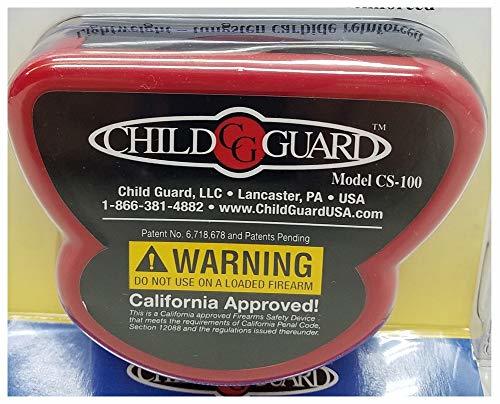 Lightweight - tungsten carbide reinforced
CHILD CG GUARD™
Model CS-100
Child Guard, LLC • Lancaster, PA • USA
1-866-381-4882 • www.ChildGuardUSA.com
Patent No. 6,718,678 and Patents Pending
WARNING
DO NOT USE ON A LOADED FIREARM
California Approved!
This is a California approved Firearms Safety Device
that meets the requirements of California Penal Code,
Section 12088 and the regulations issued thereunder.
CHILD GUARD™